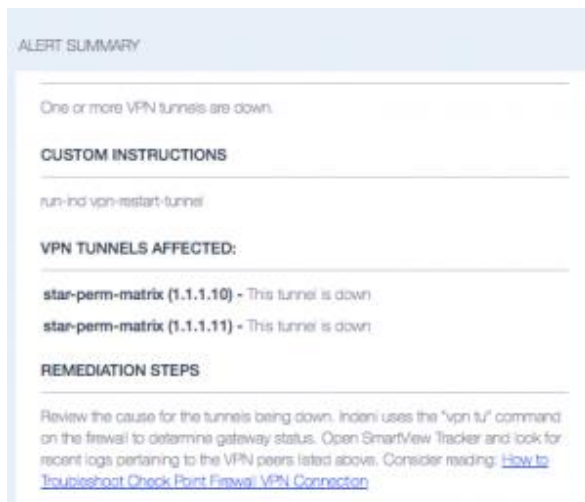 ALERT SUMMARY
One or more VPN tunnels are down.
CUSTOM INSTRUCTIONS
run-ind vpn-restart-tunnel
VPN TUNNELS AFFECTED:
star-perm-matrix (1.1.1.10) - This tunnel is down
star-perm-matrix (1.1.1.11) - This tunnel is down
REMEDIATION STEPS
Review the cause for the tunnels being down. Indeni uses the "vpn tu" command
on the firewall to determine gateway status. Open SmartView Tracker and look for
recent logs pertaining to the VPN peers listed above. Consider reading: How to
Troubleshoot Check Point Firewall VPN Connection